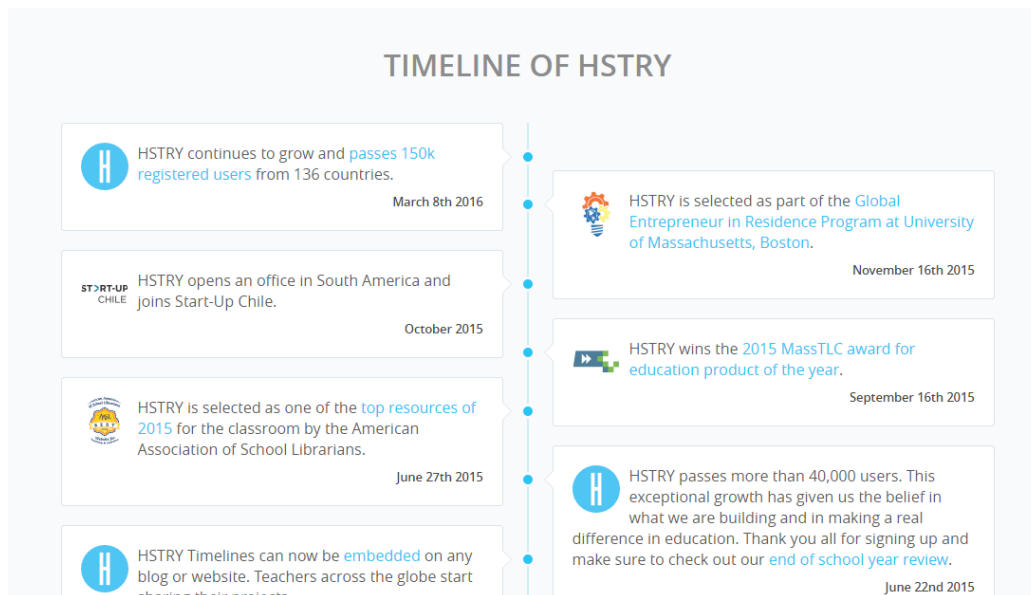 TIMELINE OF HSTRY
HSTRY continues to grow and passes 150k
registered users from 136 countries.
March 8th 2016
HSTRY is selected as part of the Global
Entrepreneur in Residence Program at University
of Massachusetts, Boston.
November 16th 2015
ST>RT-UP
CHILE
HSTRY opens an office in South America and
joins Start-Up Chile.
October 2015
HSTRY wins the 2015 MassTLC award for
education product of the year.
September 16th 2015
HSTRY is selected as one of the top resources of
2015 for the classroom by the American
Association of School Librarians.
June 27th 2015
HSTRY passes more than 40,000 users. This
exceptional growth has given us the belief in
what we are building and in making a real
difference in education. Thank you all for signing up and
make sure to check out our end of school year review.
June 22nd 2015
HSTRY Timelines can now be embedded on any
blog or website. Teachers across the globe start
sharing their projects